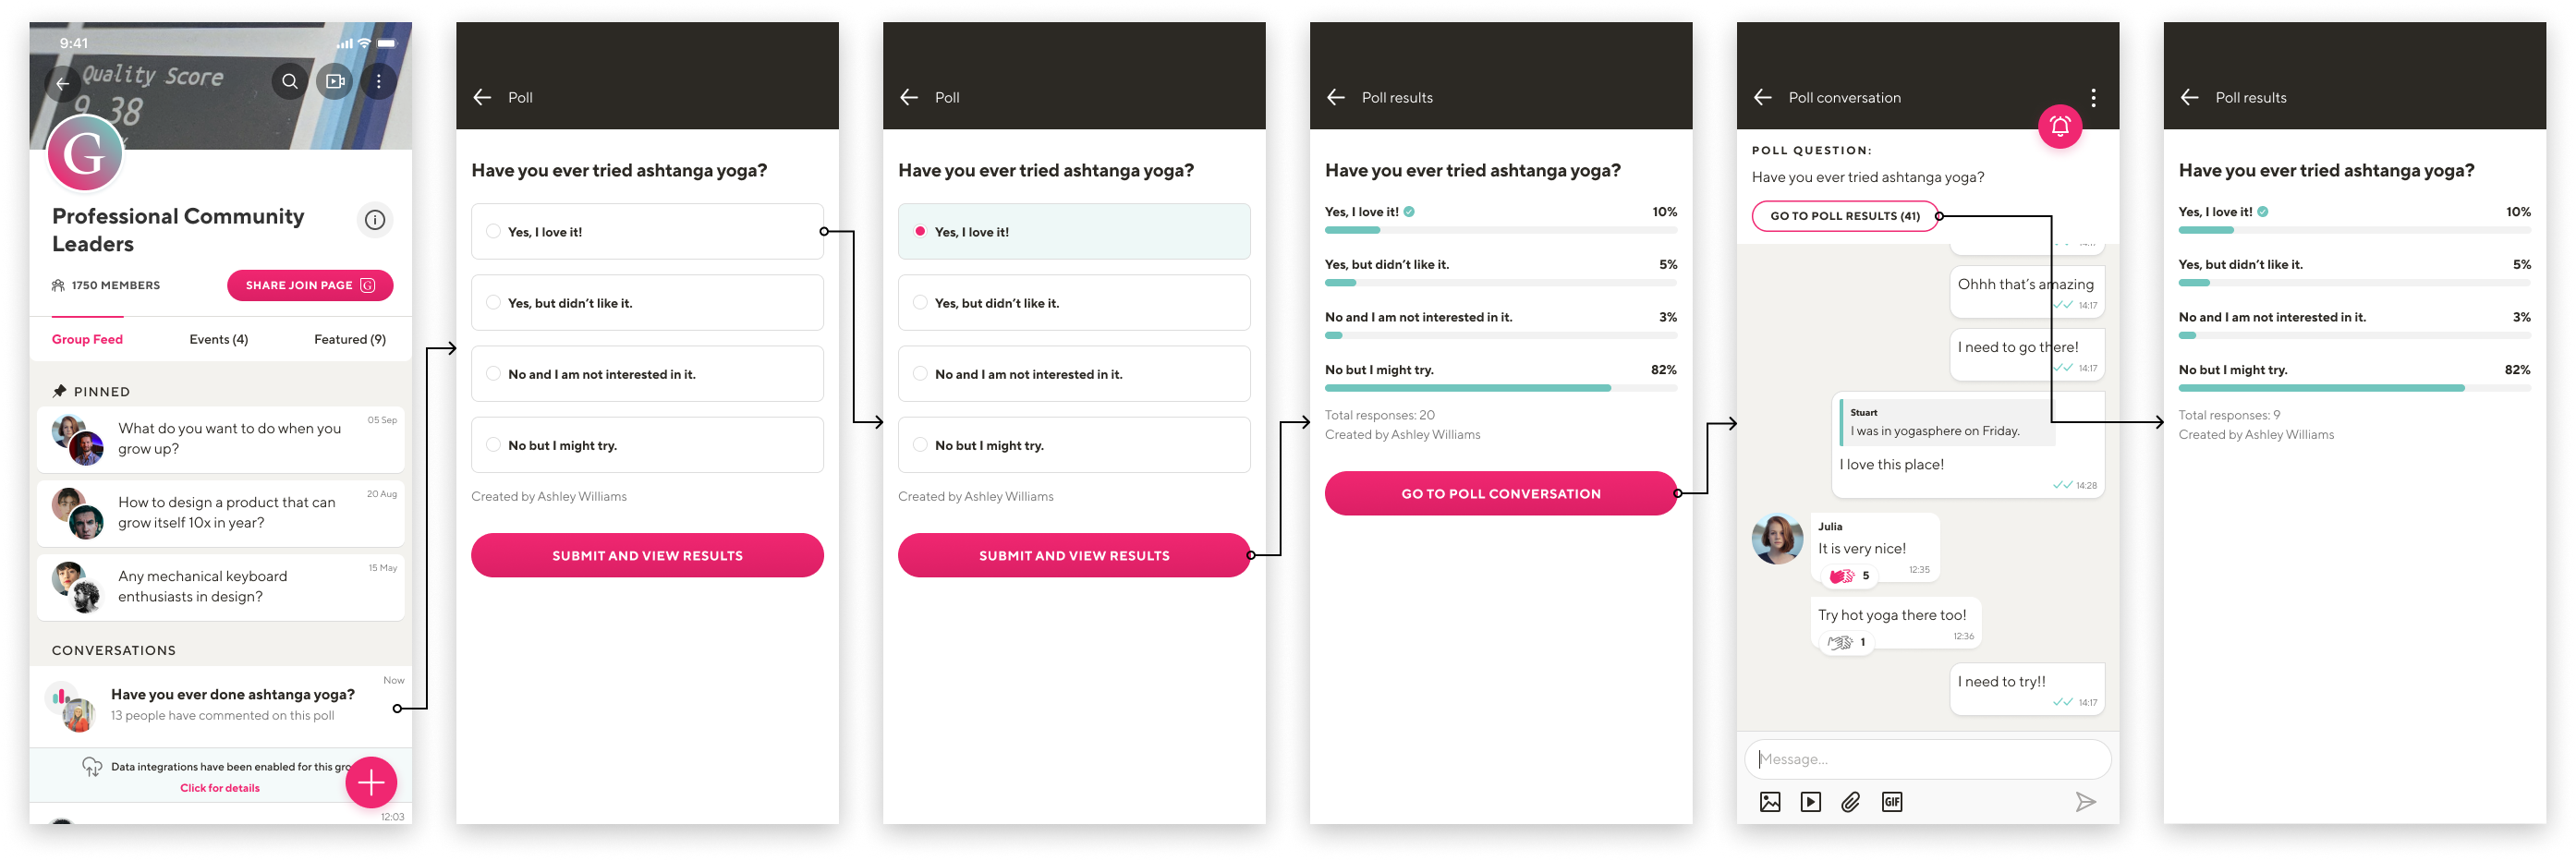 9:41
Quality Score
9.38
G
Professional Community
Leaders
1750 MEMBERS
SHARE JOIN PAGE G
Group Feed
Events (4)
Featured (9)
PINNED
05 Sep
What do you want to do when you
grow up?
20 Aug
How to design a product that can
grow itself 10x in year?
15 May
Any mechanical keyboard
enthusiasts in design?
CONVERSATIONS
Now
Have you ever done ashtanga yoga?
13 people have commented on this poll
Data integrations have been enabled for this gro
Click for details
12:03
Poll
Have you ever tried ashtanga yoga?
Yes, I love it!
Yes, but didn't like it.
No and I am not interested in it.
No but I might try.
Created by Ashley Williams
SUBMIT AND VIEW RESULTS
Poll
Have you ever tried ashtanga yoga?
Yes, I love it!
Yes, but didn't like it.
No and I am not interested in it.
No but I might try.
Created by Ashley Williams
SUBMIT AND VIEW RESULTS
Poll results
Have you ever tried ashtanga yoga?
Yes, I love it! 10%
Yes, but didn't like it. 5%
No and I am not interested in it. 3%
No but I might try. 82%
Total responses: 20
Created by Ashley Williams
GO TO POLL CONVERSATION
Poll conversation
POLL QUESTION:
Have you ever tried ashtanga yoga?
GO TO POLL RESULTS (41)
14:17
Ohhh that's amazing
14:17
I need to go there!
14:17
Stuart
I was in yogasphere on Friday.
I love this place!
14:28
Julia
It is very nice!
12:35
5
Try hot yoga there too!
12:36
1
I need to try!!
14:17
Message...
GIF
Poll results
Have you ever tried ashtanga yoga?
Yes, I love it! 10%
Yes, but didn't like it. 5%
No and I am not interested in it. 3%
No but I might try. 82%
Total responses: 9
Created by Ashley Williams